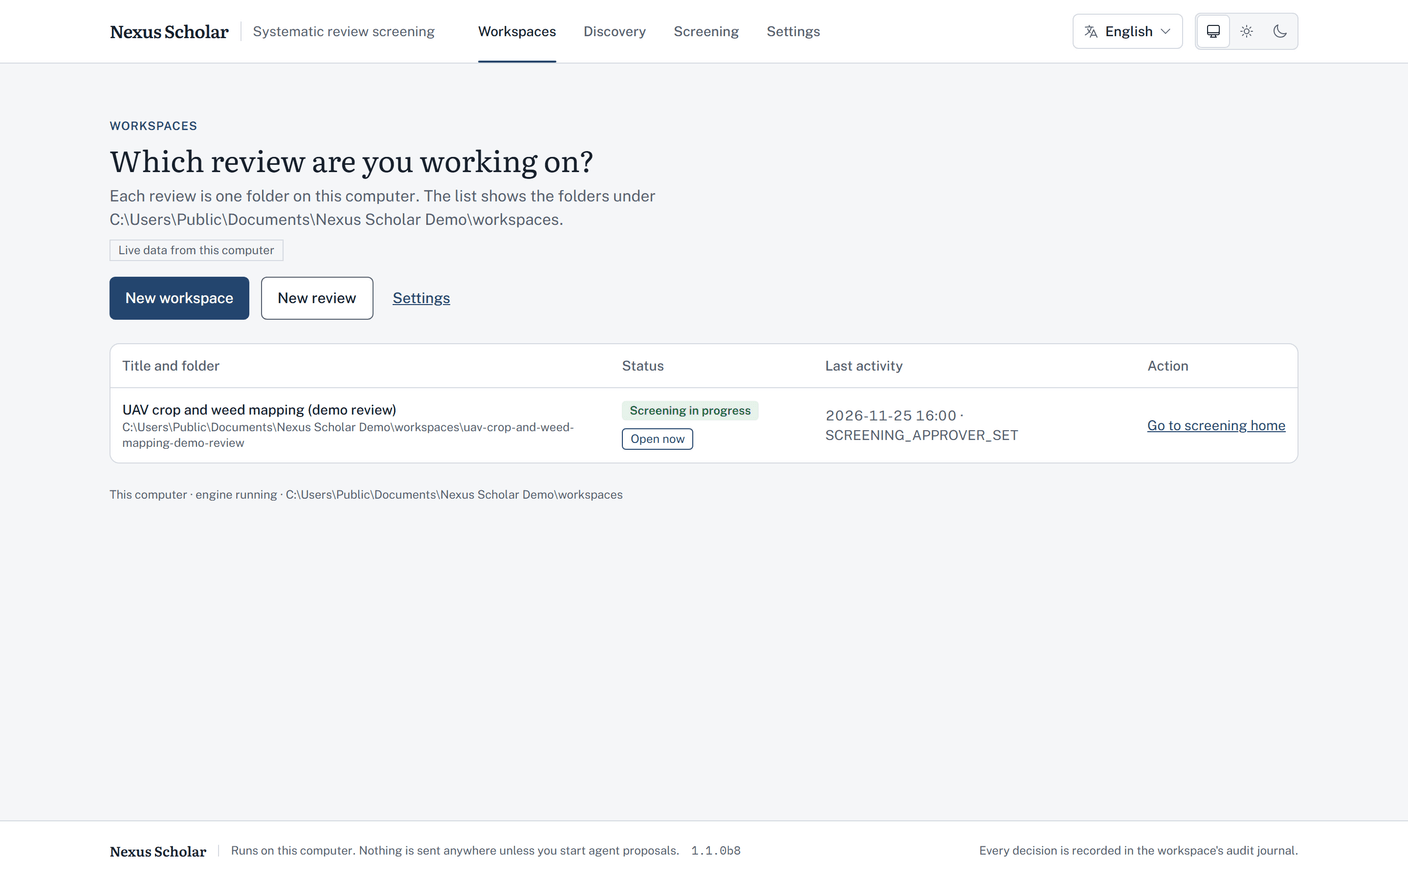 Nexus Scholar
Systematic review screening
Workspaces
Discovery
Screening
Settings
English
WORKSPACES
Which review are you working on?
Each review is one folder on this computer. The list shows the folders under
C:\Users\Public\Documents\Nexus Scholar Demo\workspaces.
Live data from this computer
New workspace
New review
Settings
Title and folder
Status
Last activity
Action
UAV crop and weed mapping (demo review)
C:\Users\Public\Documents\Nexus Scholar Demo\workspaces\uav-crop-and-weed-
mapping-demo-review
Screening in progress
Open now
2026-11-25 16:00 ·
SCREENING_APPROVER_SET
Go to screening home
This computer · engine running · C:\Users\Public\Documents\Nexus Scholar Demo\workspaces
Nexus Scholar
Runs on this computer. Nothing is sent anywhere unless you start agent proposals.
1.1.0b8
Every decision is recorded in the workspace's audit journal.